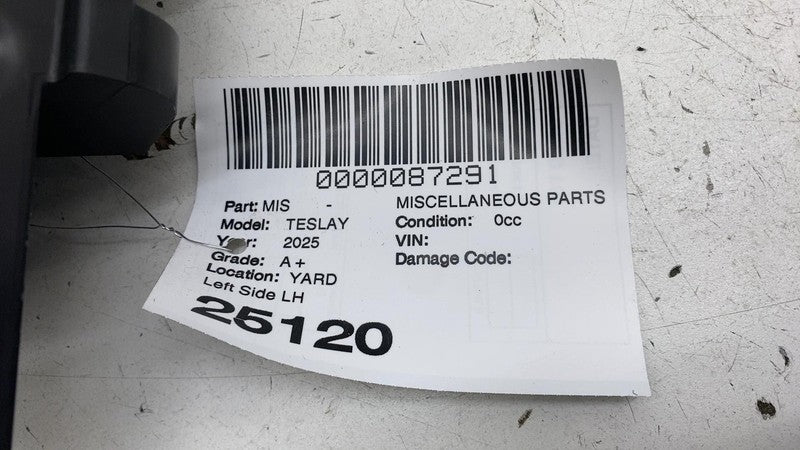 0000087291
Part: MIS - MISCELLANEOUS PARTS
Model: TESLAY Condition: 0cc
Year: 2025 VIN:
Grade: A+ Damage Code:
Location: YARD
Left Side LH
25120